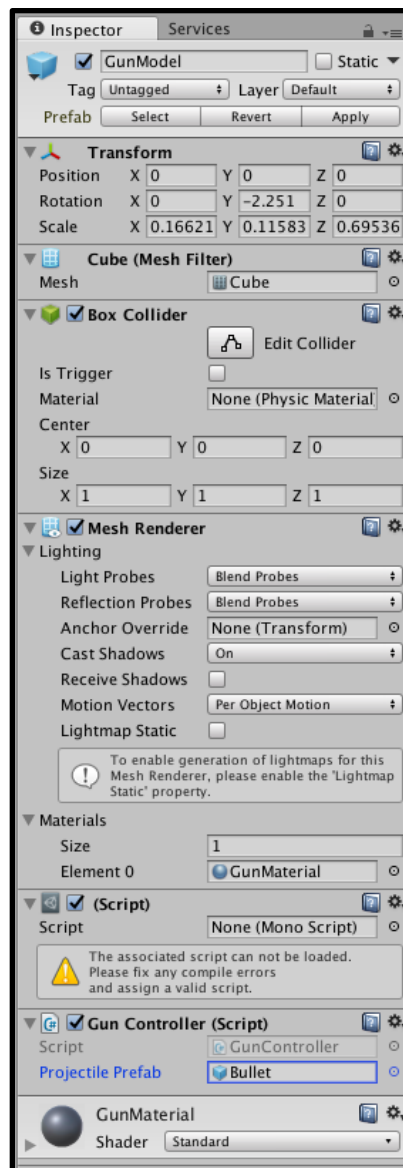 Inspector Services
GunModel Static
Tag Untagged Layer Default
Prefab Select Revert Apply
Transform
Position X 0 Y 0 Z 0
Rotation X 0 Y -2.251 Z 0
Scale X 0.16621 Y 0.11583 Z 0.69536
Cube (Mesh Filter)
Mesh Cube
Box Collider
Edit Collider
Is Trigger
Material None (Physic Material)
Center
X 0 Y 0 Z 0
Size
X 1 Y 1 Z 1
Mesh Renderer
Lighting
Light Probes Blend Probes
Reflection Probes Blend Probes
Anchor Override None (Transform)
Cast Shadows On
Receive Shadows
Motion Vectors Per Object Motion
Lightmap Static
To enable generation of lightmaps for this
Mesh Renderer, please enable the 'Lightmap
Static' property.
Materials
Size 1
Element 0 GunMaterial
(Script)
Script None (Mono Script)
The associated script can not be loaded.
Please fix any compile errors
and assign a valid script.
C# Gun Controller (Script)
Script GunController
Projectile Prefab Bullet
GunMaterial
Shader Standard